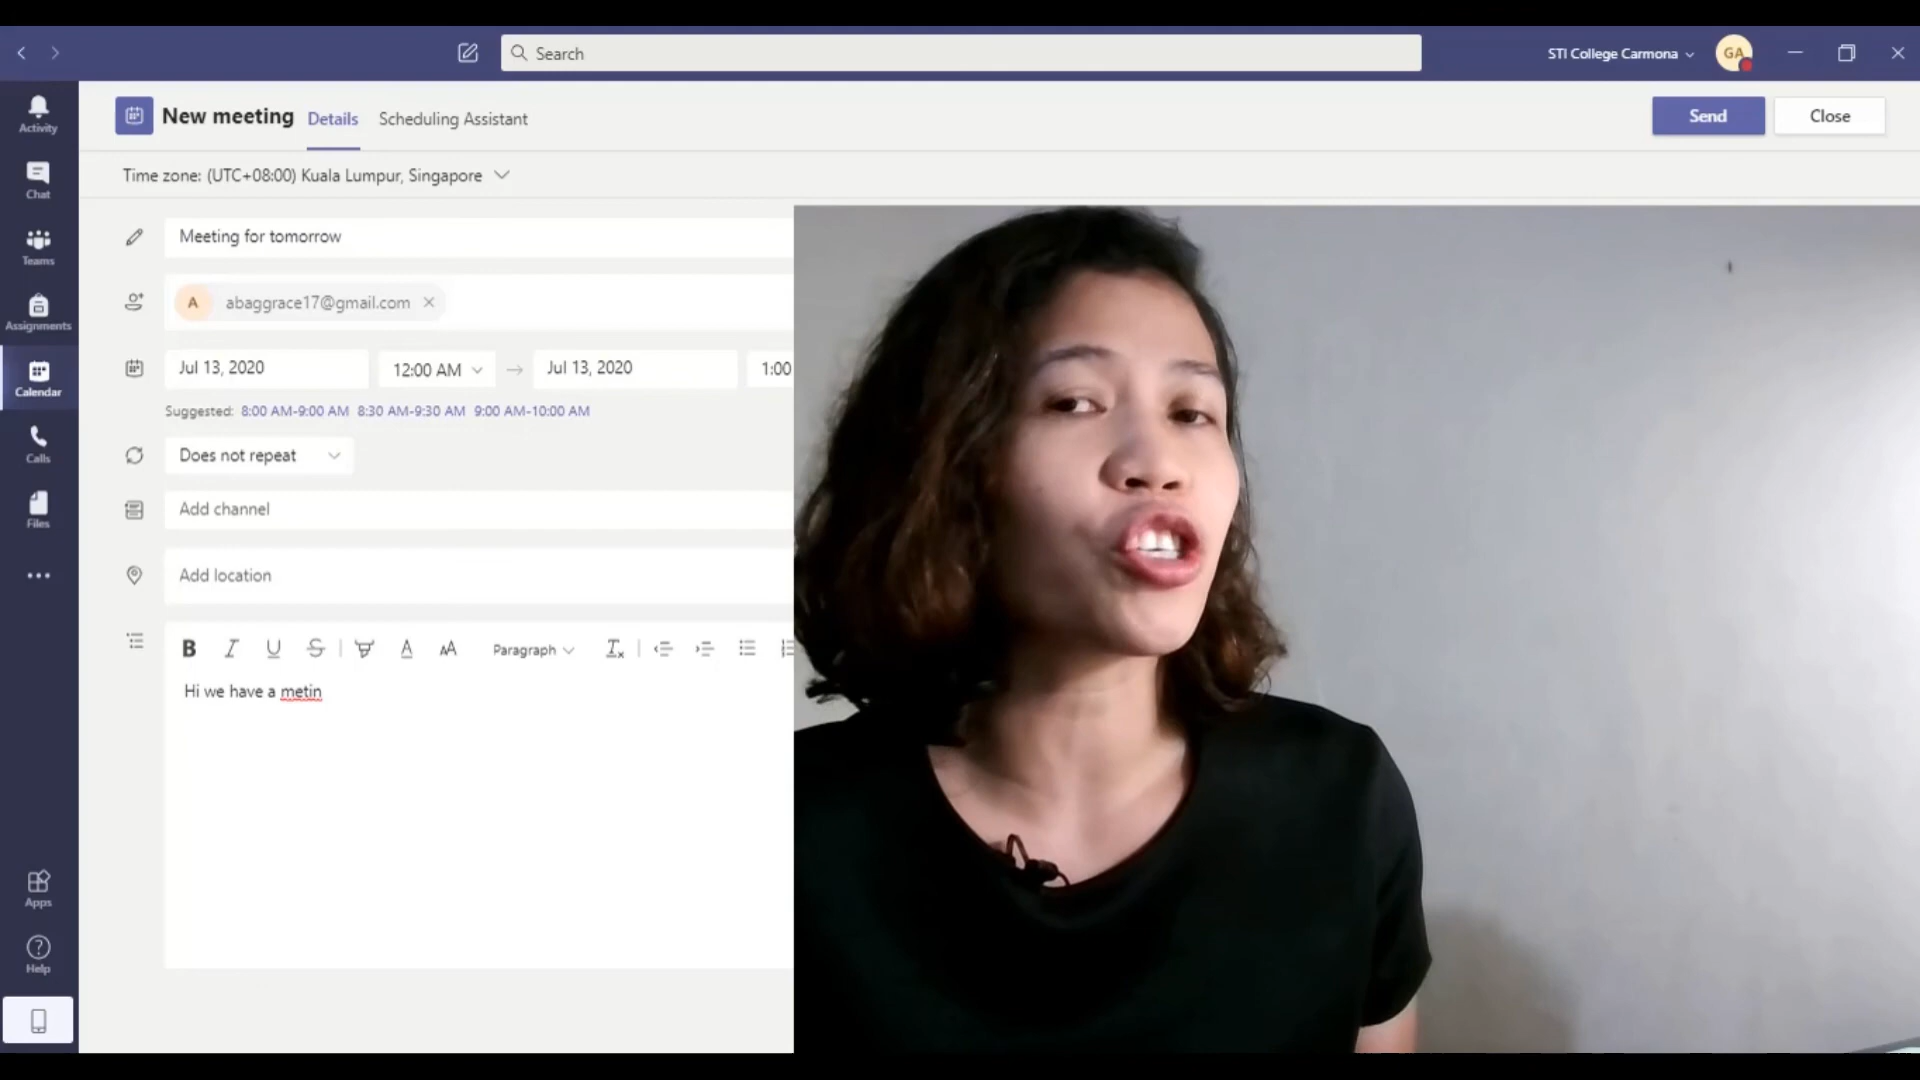 Search
STI College Carmona
GA
Activity
Chat
Teams
Assignments
Calendar
Calls
Files
Apps
Help
New meeting
Details
Scheduling Assistant
Send
Close
Time zone: (UTC+08:00) Kuala Lumpur, Singapore
Meeting for tomorrow
A abaggrace17@gmail.com
Jul 13, 2020 12:00 AM → Jul 13, 2020 1:00
Suggested: 8:00 AM-9:00 AM 8:30 AM-9:30 AM 9:00 AM-10:00 AM
Does not repeat
Add channel
Add location
B I U S A AA Paragraph
Hi we have a metin